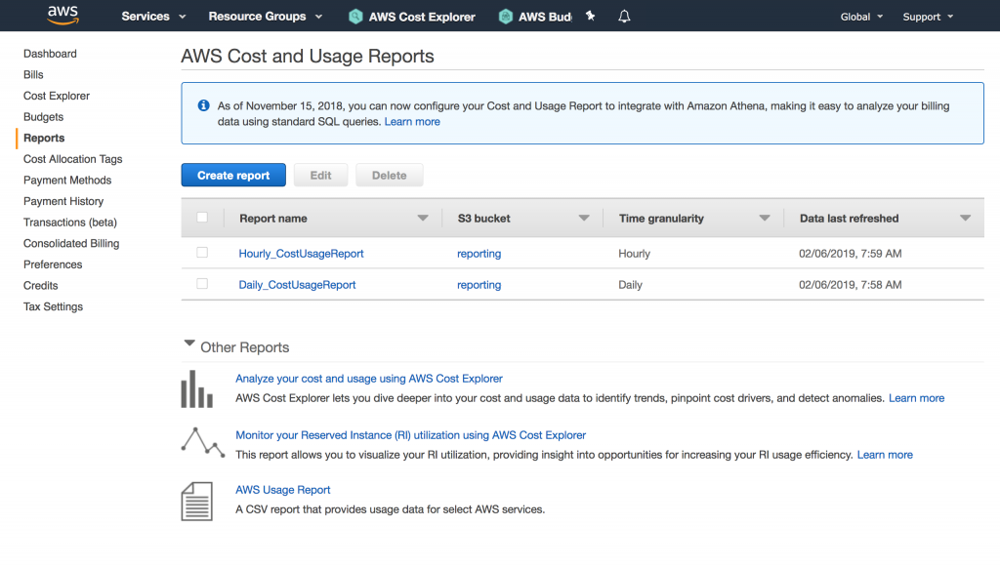 aws Services Resource Groups AWS Cost Explorer AWS Bud Global Support
Dashboard
Bills
Cost Explorer
Budgets
Reports
Cost Allocation Tags
Payment Methods
Payment History
Transactions (beta)
Consolidated Billing
Preferences
Credits
Tax Settings
AWS Cost and Usage Reports
As of November 15, 2018, you can now configure your Cost and Usage Report to integrate with Amazon Athena, making it easy to analyze your billing
data using standard SQL queries. Learn more
Create report Edit Delete
Report name S3 bucket Time granularity Data last refreshed
Hourly_CostUsageReport reporting Hourly 02/06/2019, 7:59 AM
Daily_CostUsageReport reporting Daily 02/06/2019, 7:58 AM
Other Reports
Analyze your cost and usage using AWS Cost Explorer
AWS Cost Explorer lets you dive deeper into your cost and usage data to identify trends, pinpoint cost drivers, and detect anomalies. Learn more
Monitor your Reserved Instance (RI) utilization using AWS Cost Explorer
This report allows you to visualize your RI utilization, providing insight into opportunities for increasing your RI usage efficiency. Learn more
AWS Usage Report
A CSV report that provides usage data for select AWS services.